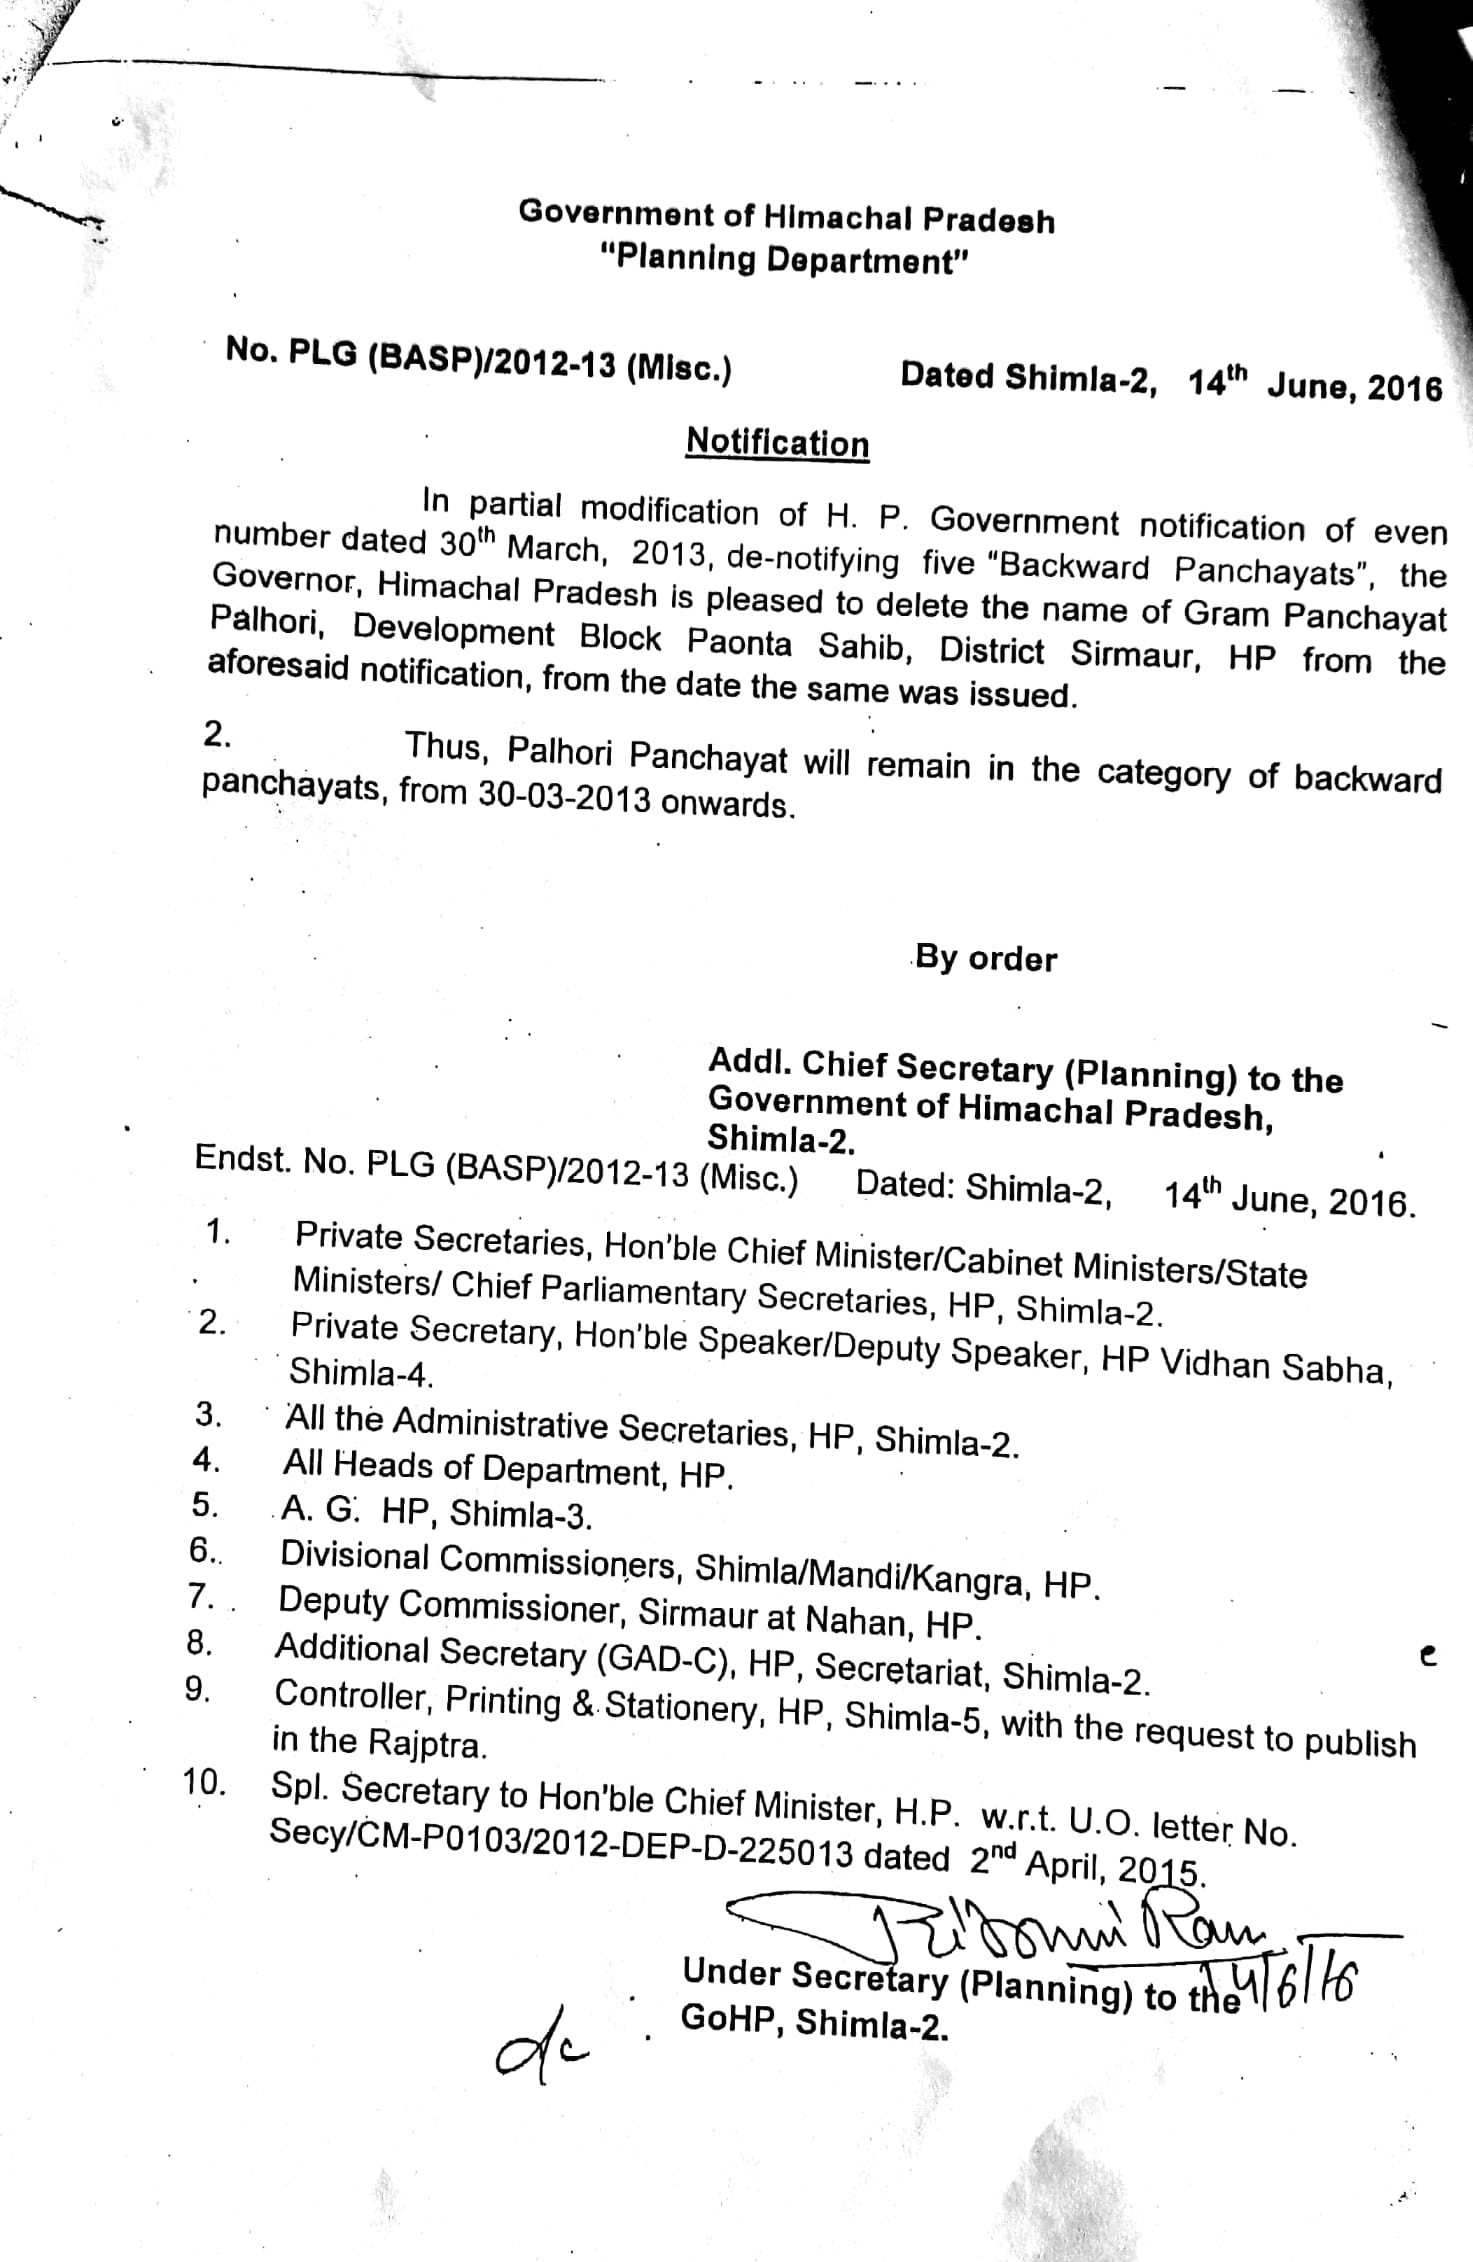 Government of Himachal Pradesh
"Planning Department"
No. PLG (BASP)/2012-13 (Misc.) Dated Shimla-2, 14th June, 2016
Notification
In partial modification of H. P. Government notification of even
number dated 30th March, 2013, de-notifying five "Backward Panchayats", the
Governor, Himachal Pradesh is pleased to delete the name of Gram Panchayat
Palhori, Development Block Paonta Sahib, District Sirmaur, HP from the
aforesaid notification, from the date the same was issued.
2. Thus, Palhori Panchayat will remain in the category of backward
panchayats, from 30-03-2013 onwards.
By order
Addl. Chief Secretary (Planning) to the
Government of Himachal Pradesh,
Shimla-2.
Endst. No. PLG (BASP)/2012-13 (Misc.) Dated: Shimla-2, 14th June, 2016.
1. Private Secretaries, Hon'ble Chief Minister/Cabinet Ministers/State
Ministers/ Chief Parliamentary Secretaries, HP, Shimla-2.
2. Private Secretary, Hon'ble Speaker/Deputy Speaker, HP Vidhan Sabha,
Shimla-4.
3. All the Administrative Secretaries, HP, Shimla-2.
4. All Heads of Department, HP.
5. A. G. HP, Shimla-3.
6. Divisional Commissioners, Shimla/Mandi/Kangra, HP.
7. Deputy Commissioner, Sirmaur at Nahan, HP.
8. Additional Secretary (GAD-C), HP, Secretariat, Shimla-2.
9. Controller, Printing & Stationery, HP, Shimla-5, with the request to publish
in the Rajptra.
10. Spl. Secretary to Hon'ble Chief Minister, H.P. w.r.t. U.O. letter No.
Secy/CM-P0103/2012-DEP-D-225013 dated 2nd April, 2015.
Ram
14/6/16
Under Secretary (Planning) to the
GoHP, Shimla-2.